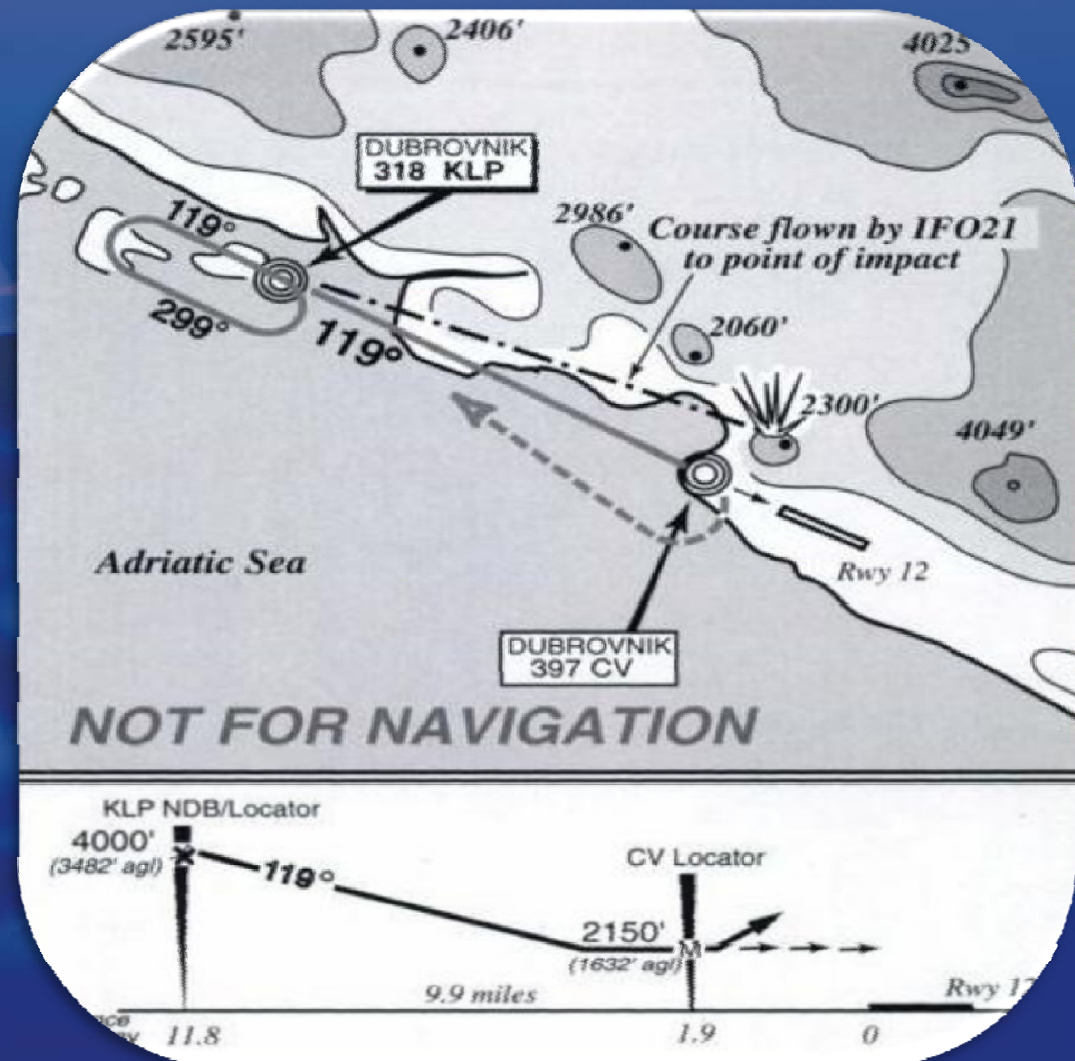 2595'
2406'
4025
DUBROVNIK
318 KLP
119°
2986'
Course flown by IFO21
to point of impact
299°
119°
2060'
2300'
4049'
Adriatic Sea
Rwy 12
DUBROVNIK
397 CV
NOT FOR NAVIGATION
KLP NDB/Locator
4000'
(3482' agl)
119°
CV Locator
2150'
(1632' agl)
M
9.9 miles
Rwy
11.8
1.9
0